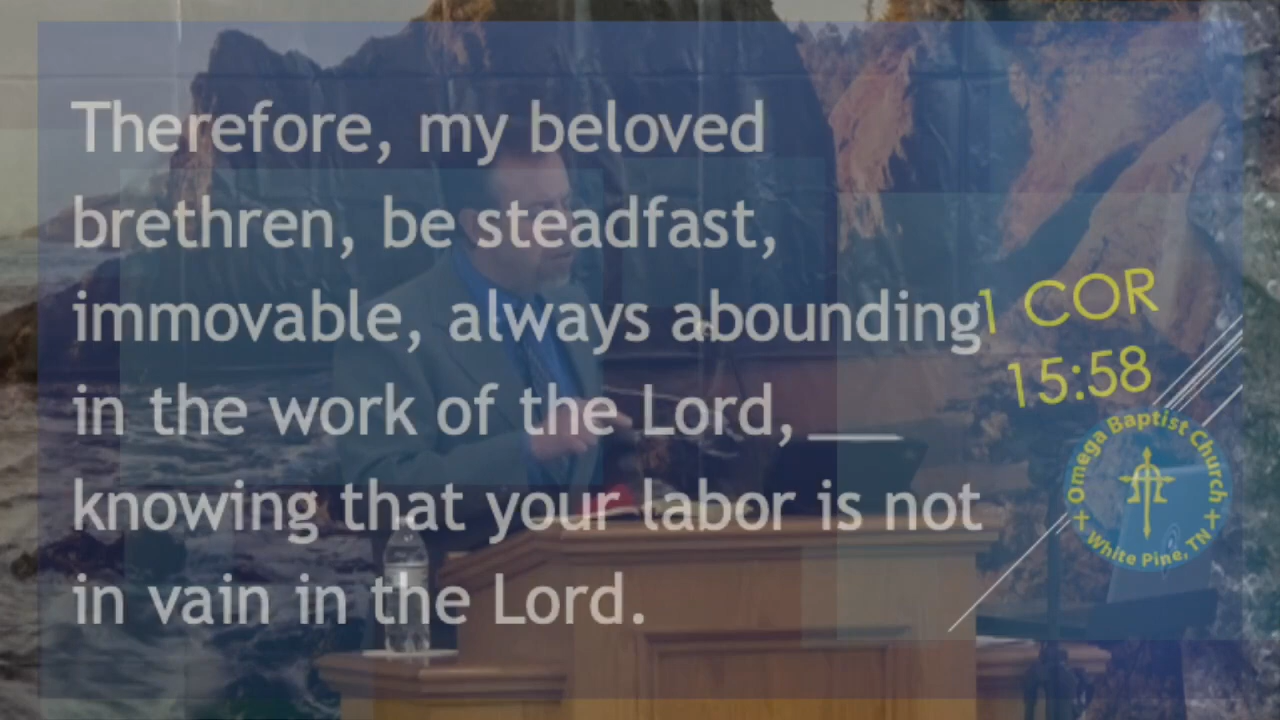 Therefore, my beloved
brethren, be steadfast,
immovable, always abounding
in the work of the Lord,
knowing that your labor is not
in vain in the Lord.
1 COR
15:58
Omega Baptist Church
White Pine, TN